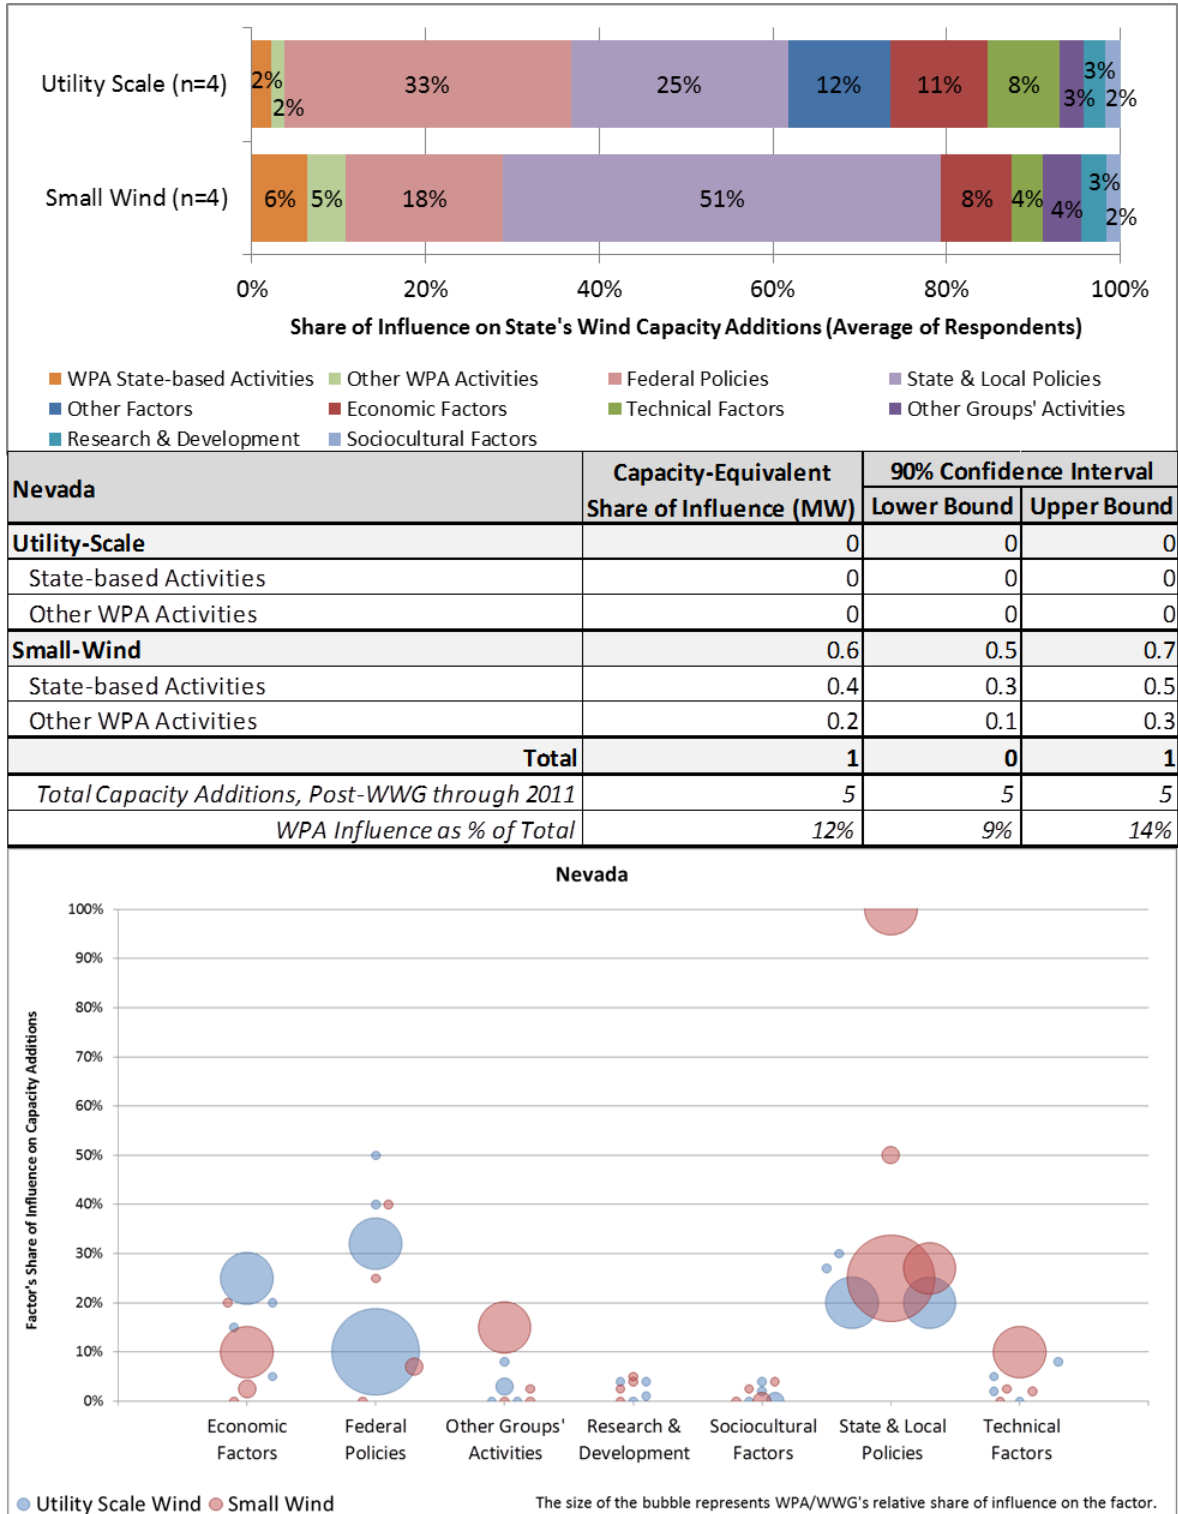 Utility Scale (n=4)
2% 2% 33% 25% 12% 11% 8% 3% 3% 2%
Small Wind (n=4)
6% 5% 18% 51% 8% 4% 4% 3% 2%
0% 20% 40% 60% 80% 100%
Share of Influence on State's Wind Capacity Additions (Average of Respondents)
WPA State-based Activities Other WPA Activities Federal Policies State & Local Policies
Other Factors Economic Factors Technical Factors Other Groups' Activities
Research & Development Sociocultural Factors
Nevada Capacity-Equivalent Share of Influence (MW) 90% Confidence Interval
Lower Bound Upper Bound
Utility-Scale 0 0 0
State-based Activities 0 0 0
Other WPA Activities 0 0 0
Small-Wind 0.6 0.5 0.7
State-based Activities 0.4 0.3 0.5
Other WPA Activities 0.2 0.1 0.3
Total 1 0 1
Total Capacity Additions, Post-WWG through 2011 5 5 5
WPA Influence as % of Total 12% 9% 14%
Nevada
Factor's Share of Influence on Capacity Additions
100%
90%
80%
70%
60%
50%
40%
30%
20%
10%
0%
Economic Factors
Federal Policies
Other Groups' Activities
Research & Development
Sociocultural Factors
State & Local Policies
Technical Factors
Utility Scale Wind Small Wind
The size of the bubble represents WPA/WWG's relative share of influence on the factor.